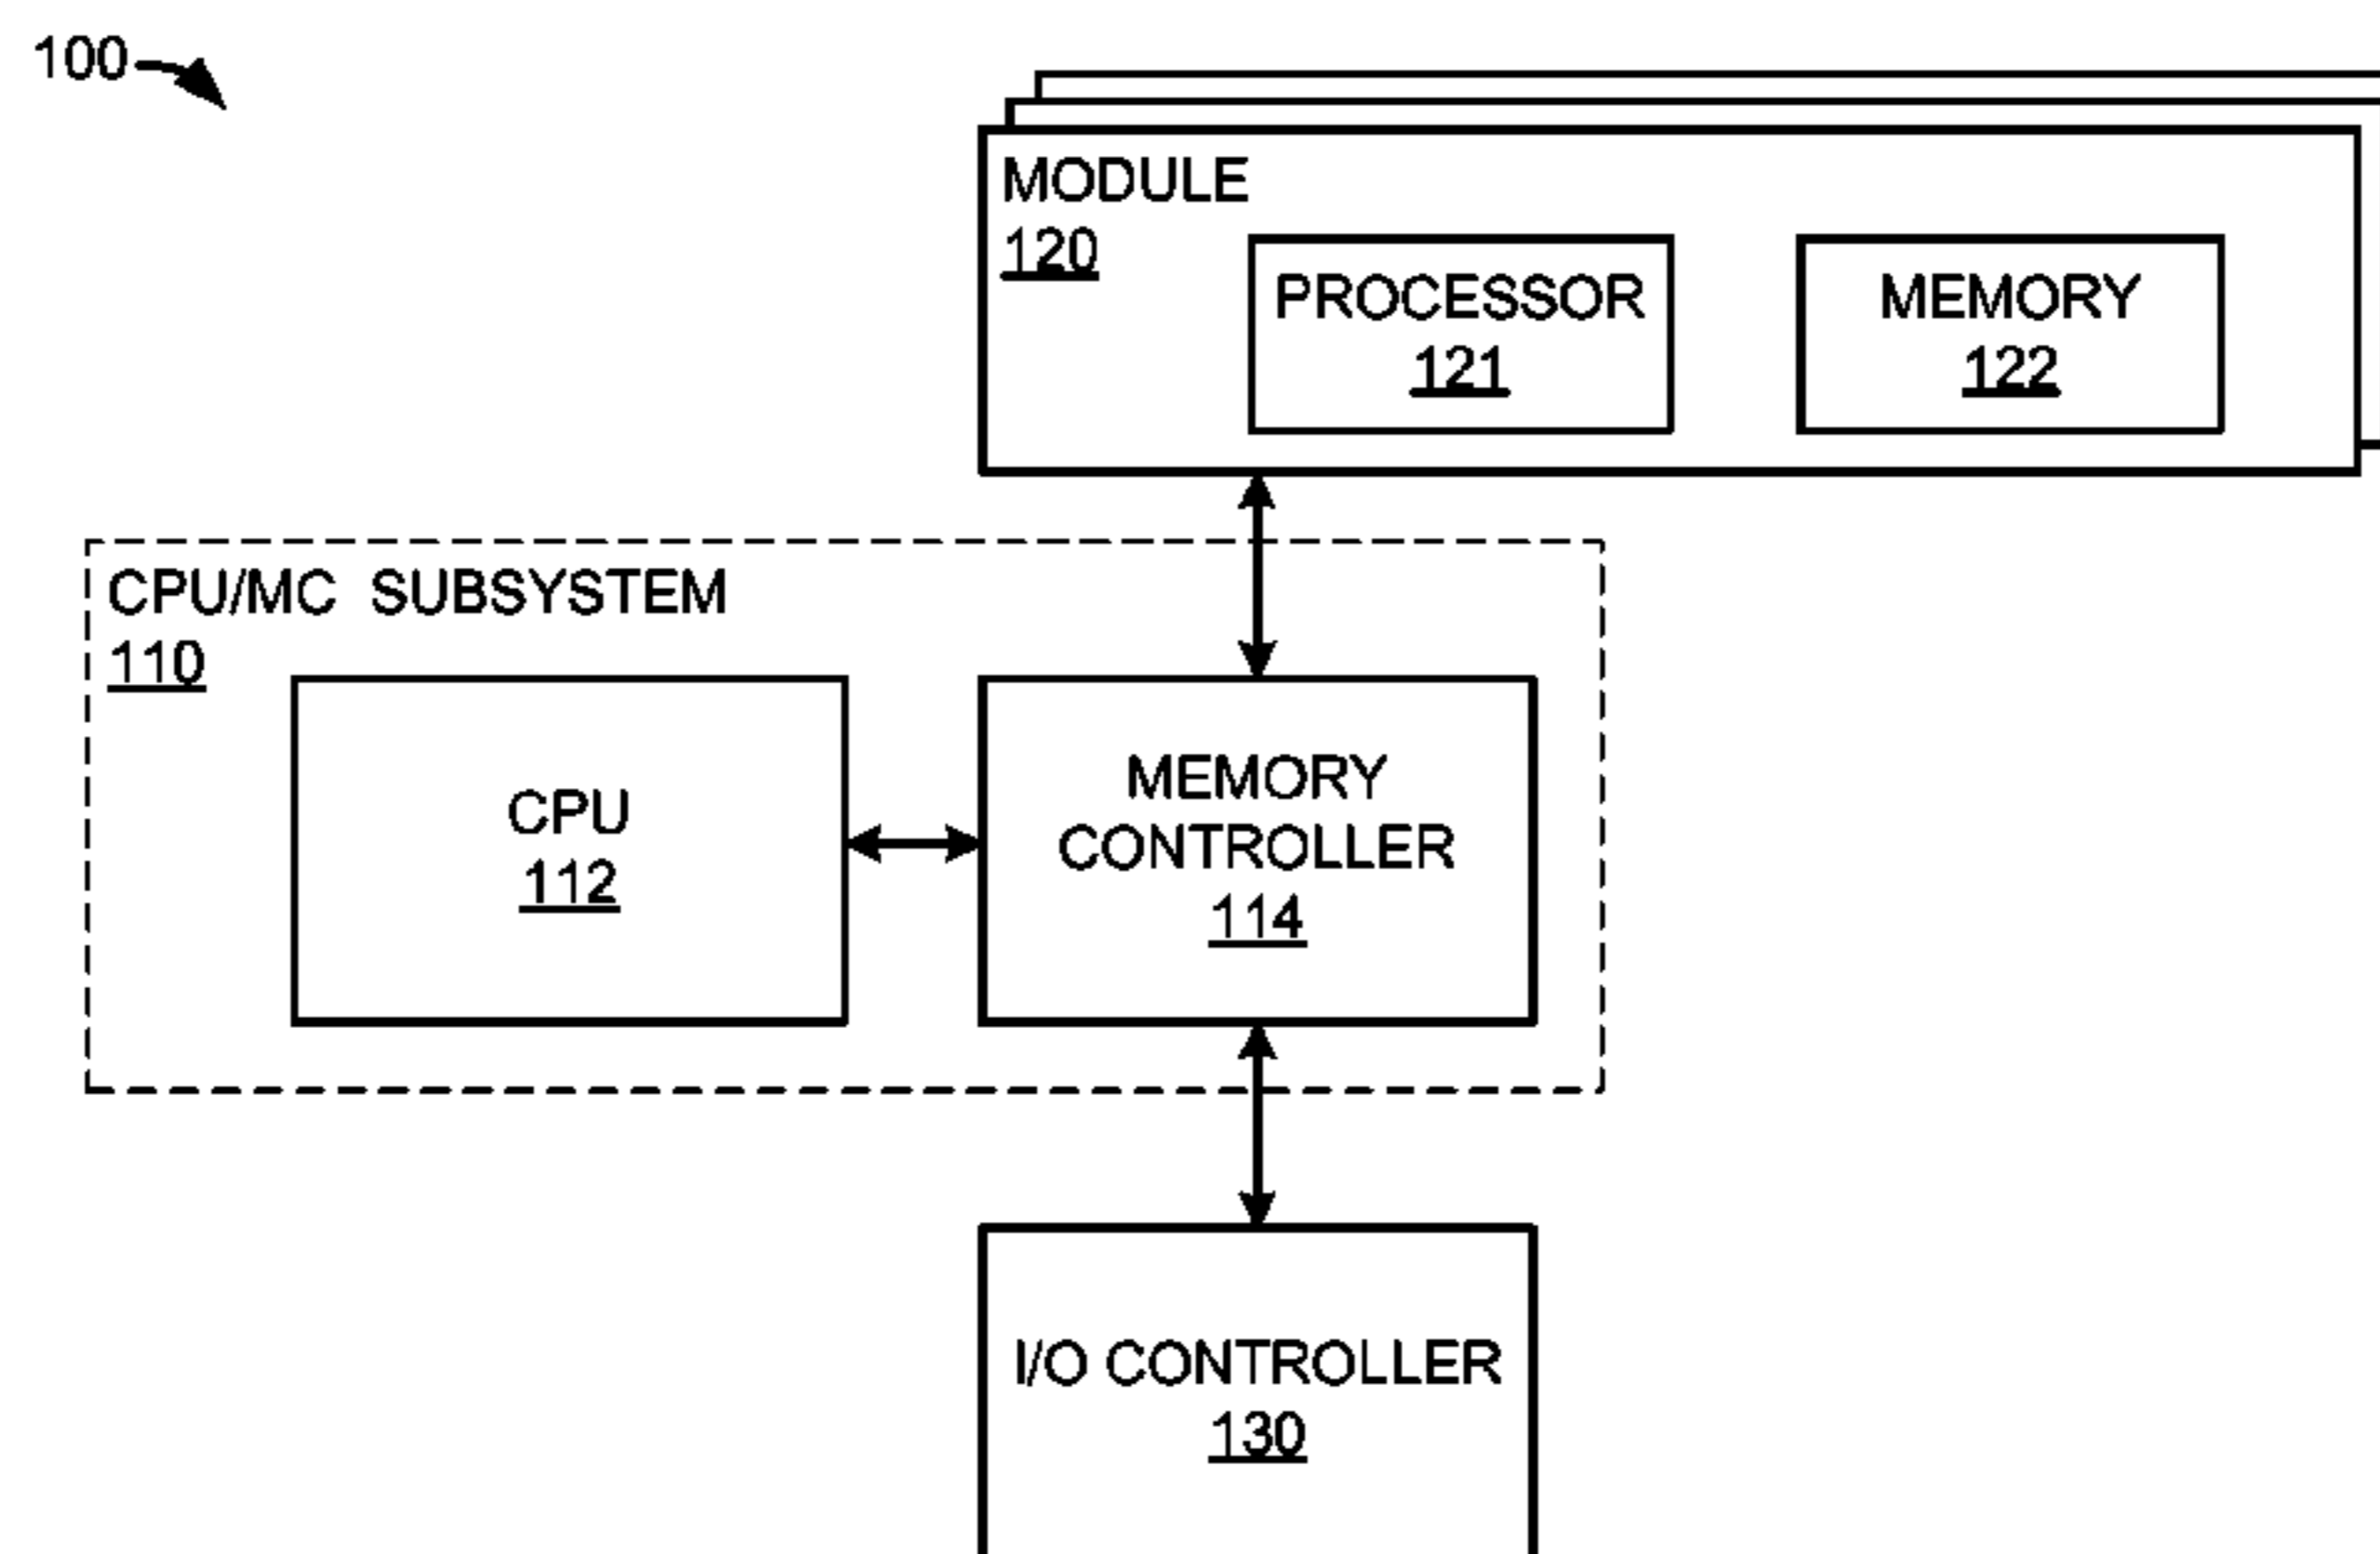 100
MODULE
120
PROCESSOR
121
MEMORY
122
CPU/MC SUBSYSTEM
110
CPU
112
MEMORY
CONTROLLER
114
I/O CONTROLLER
130